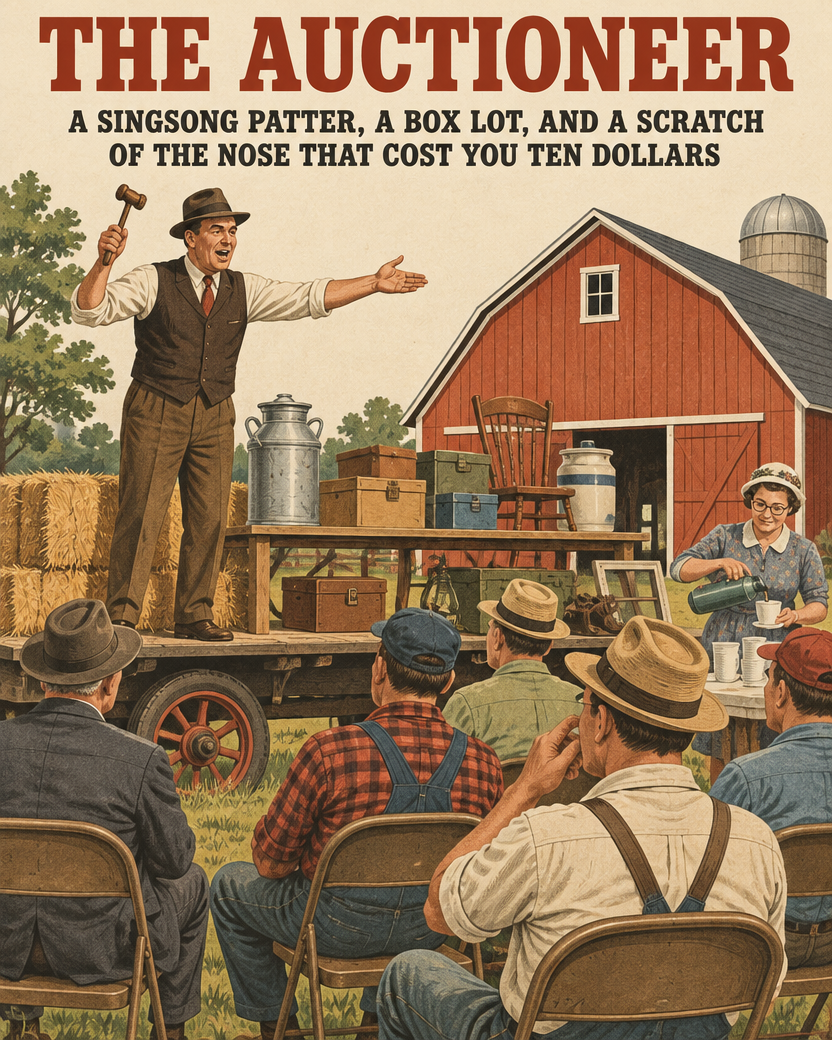 THE AUCTIONEER
A SINGSONG PATTER, A BOX LOT, AND A SCRATCH
OF THE NOSE THAT COST YOU TEN DOLLARS